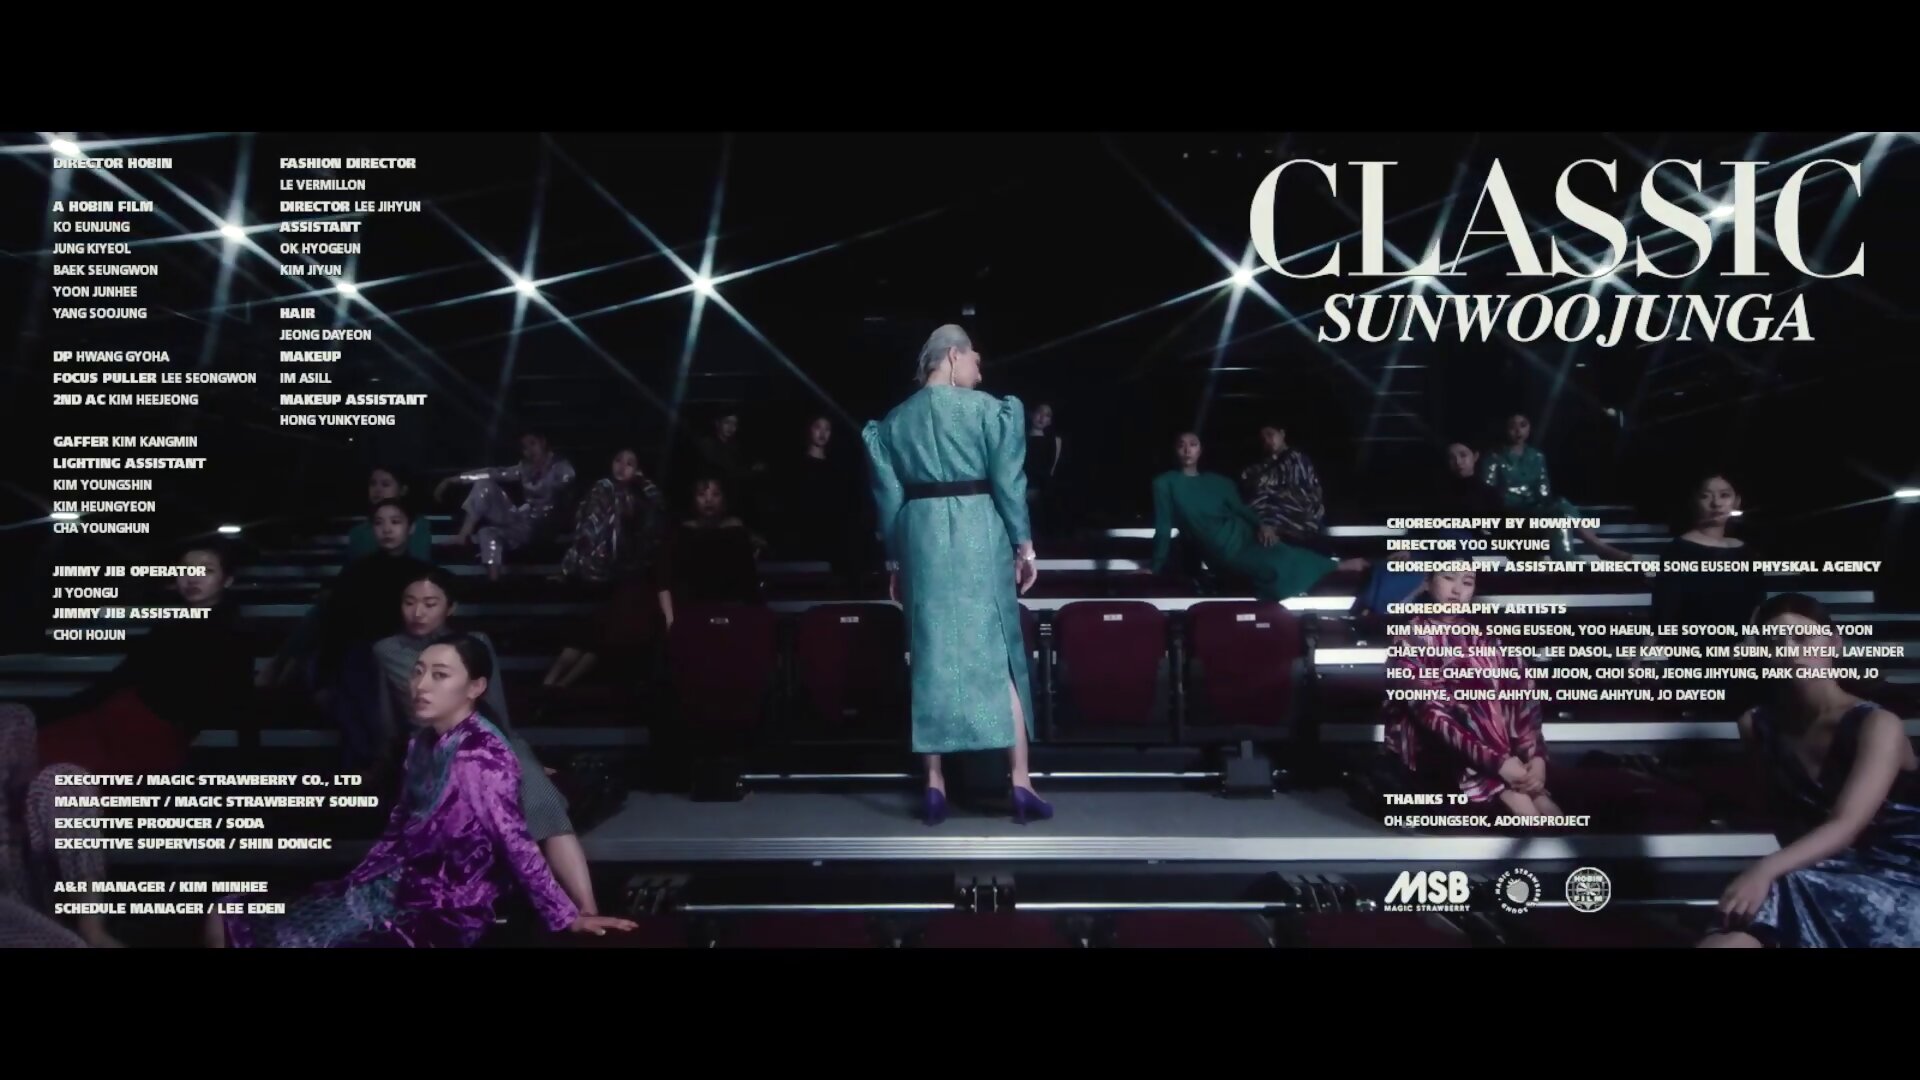 DIRECTOR HOBIN
A HOBIN FILM
KO EUNJUNG
JUNG KIYEOL
BAEK SEUNGWON
YOON JUNHEE
YANG SOOJUNG
DP HWANG GYOHA
FOCUS PULLER LEE SEONGWON
2ND AC KIM HEEJEONG
GAFFER KIM KANGMIN
LIGHTING ASSISTANT
KIM YOUNGSHIN
KIM HEUNGYEON
CHA YOUNGHUN
JIMMY JIB OPERATOR
JI YOONGU
JIMMY JIB ASSISTANT
CHOI HOJUN
EXECUTIVE / MAGIC STRAWBERRY CO., LTD
MANAGEMENT / MAGIC STRAWBERRY SOUND
EXECUTIVE PRODUCER / SODA
EXECUTIVE SUPERVISOR / SHIN DONGIC
A&R MANAGER / KIM MINHEE
SCHEDULE MANAGER / LEE EDEN
FASHION DIRECTOR
LE VERMILLON
DIRECTOR LEE JIHYUN
ASSISTANT
OK HYOGEUN
KIM JIYUN
HAIR
JEONG DAYEON
MAKEUP
IM ASILL
MAKEUP ASSISTANT
HONG YUNKYEONG
CLASSIC
SUNWOOJUNGA
CHOREOGRAPHY BY HOWHYOU
DIRECTOR YOO SUKYUNG
CHOREOGRAPHY ASSISTANT DIRECTOR SONG EUSEON PHYSKAL AGENCY
CHOREOGRAPHY ARTISTS
KIM NAMYOON, SONG EUSEON, YOO HAEUN, LEE SOYOON, NA HYEYOUNG, YOON
CHAEYOUNG, SHIN YESOL, LEE DASOL, LEE KAYOUNG, KIM SUBIN, KIM HYEJI, LAVENDER
HEO, LEE CHAEYOUNG, KIM JIOON, CHOI SORI, JEONG JIHYUNG, PARK CHAEWON, JO
YOONHYE, CHUNG AHHYUN, CHUNG AHHYUN, JO DAYEON
THANKS TO
OH SEOUNGSEOK, ADONISPROJECT
MSB
MAGIC STRAWBERRY
MAGIC STRAWBERRY SOUND
HOBIN
FILM